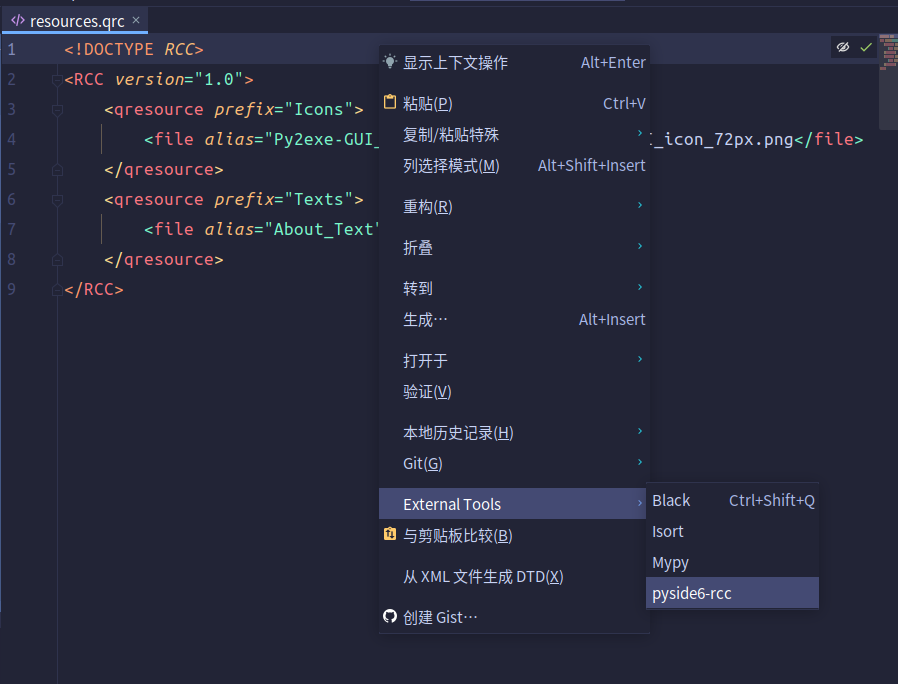 resources.qrc
1 <!DOCTYPE RCC>
2 <RCC version="1.0">
3 <qresource prefix="Icons">
4 <file alias="Py2exe-GUI_ _icon_72px.png</file>
5 </qresource>
6 <qresource prefix="Texts">
7 <file alias="About_Text"
8 </qresource>
9 </RCC>
显示上下文操作 Alt+Enter
粘贴(P) Ctrl+V
复制/粘贴特殊
列选择模式(M) Alt+Shift+Insert
重构(R)
折叠
转到
生成… Alt+Insert
打开于
验证(V)
本地历史记录(H)
Git(G)
External Tools
与剪贴板比较(B)
从 XML 文件生成 DTD(X)
创建 Gist…
Black Ctrl+Shift+Q
Isort
Mypy
pyside6-rcc